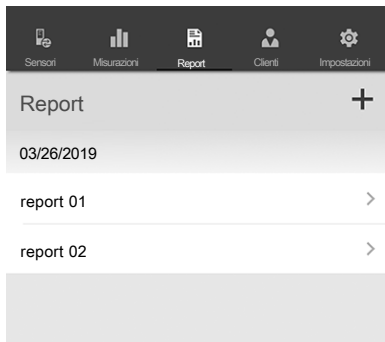 Sensori Misurazioni Report Clienti Impostazioni
Report +
03/26/2019
report 01
report 02